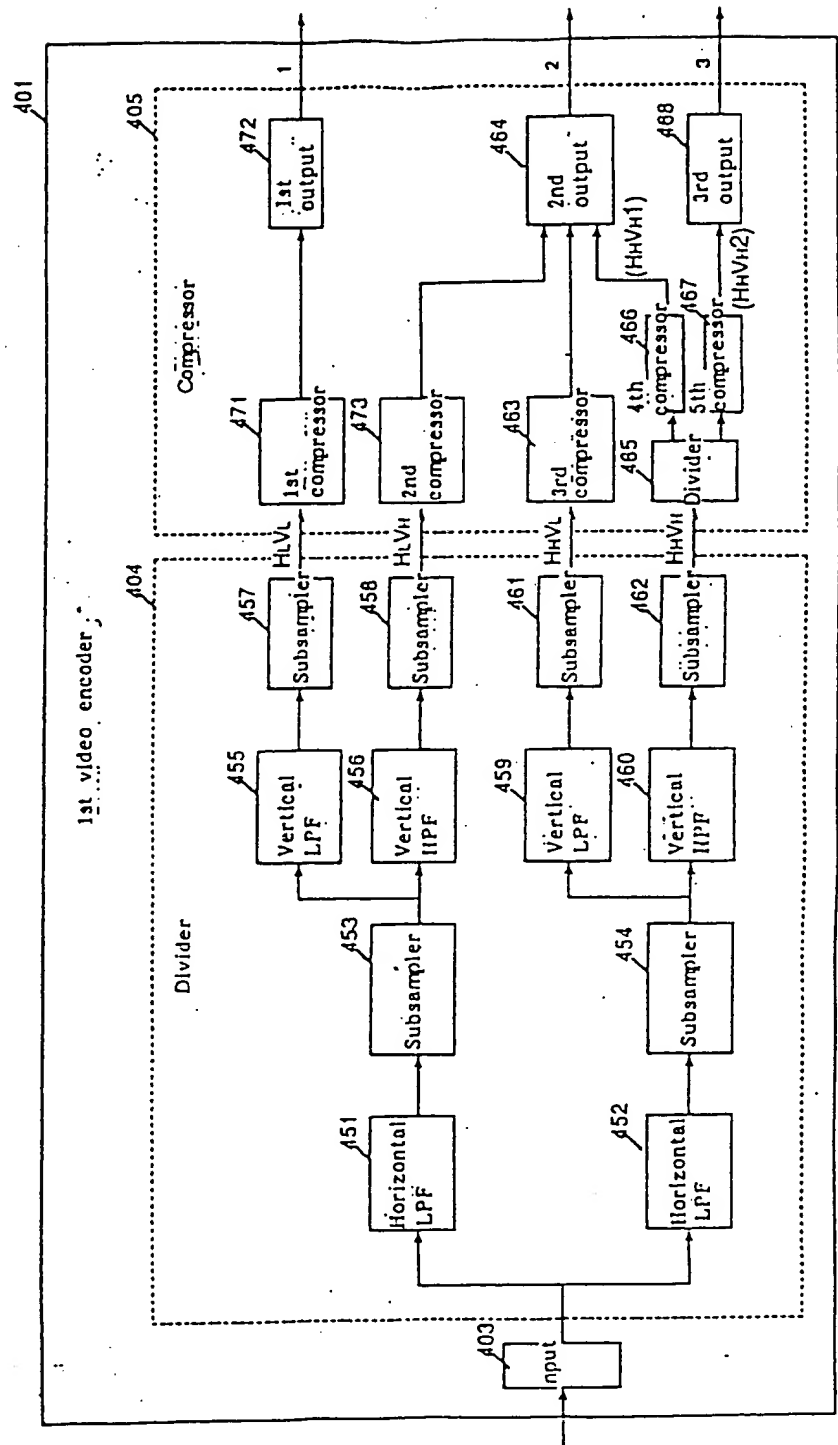 401
1st video encoder
404
Divider
405
Compressor
403
Input
451
Horizontal
LPF
452
Horizontal
LPF
453
Subsampler
454
Subsampler
455
Vertical
LPF
456
Vertical
HPF
459
Vertical
LPF
460
Vertical
HPF
457
Subsampler
458
Subsampler
461
Subsampler
462
Subsampler
HLVL
HLVH
HHVL
HHVH
471
1st
compressor
473
2nd
compressor
463
3rd
compressor
465
Divider
466
4th
compressor
467
5th
compressor
(HHVH1)
(HHVH2)
472
1st
output
464
2nd
output
468
3rd
output
1
2
3